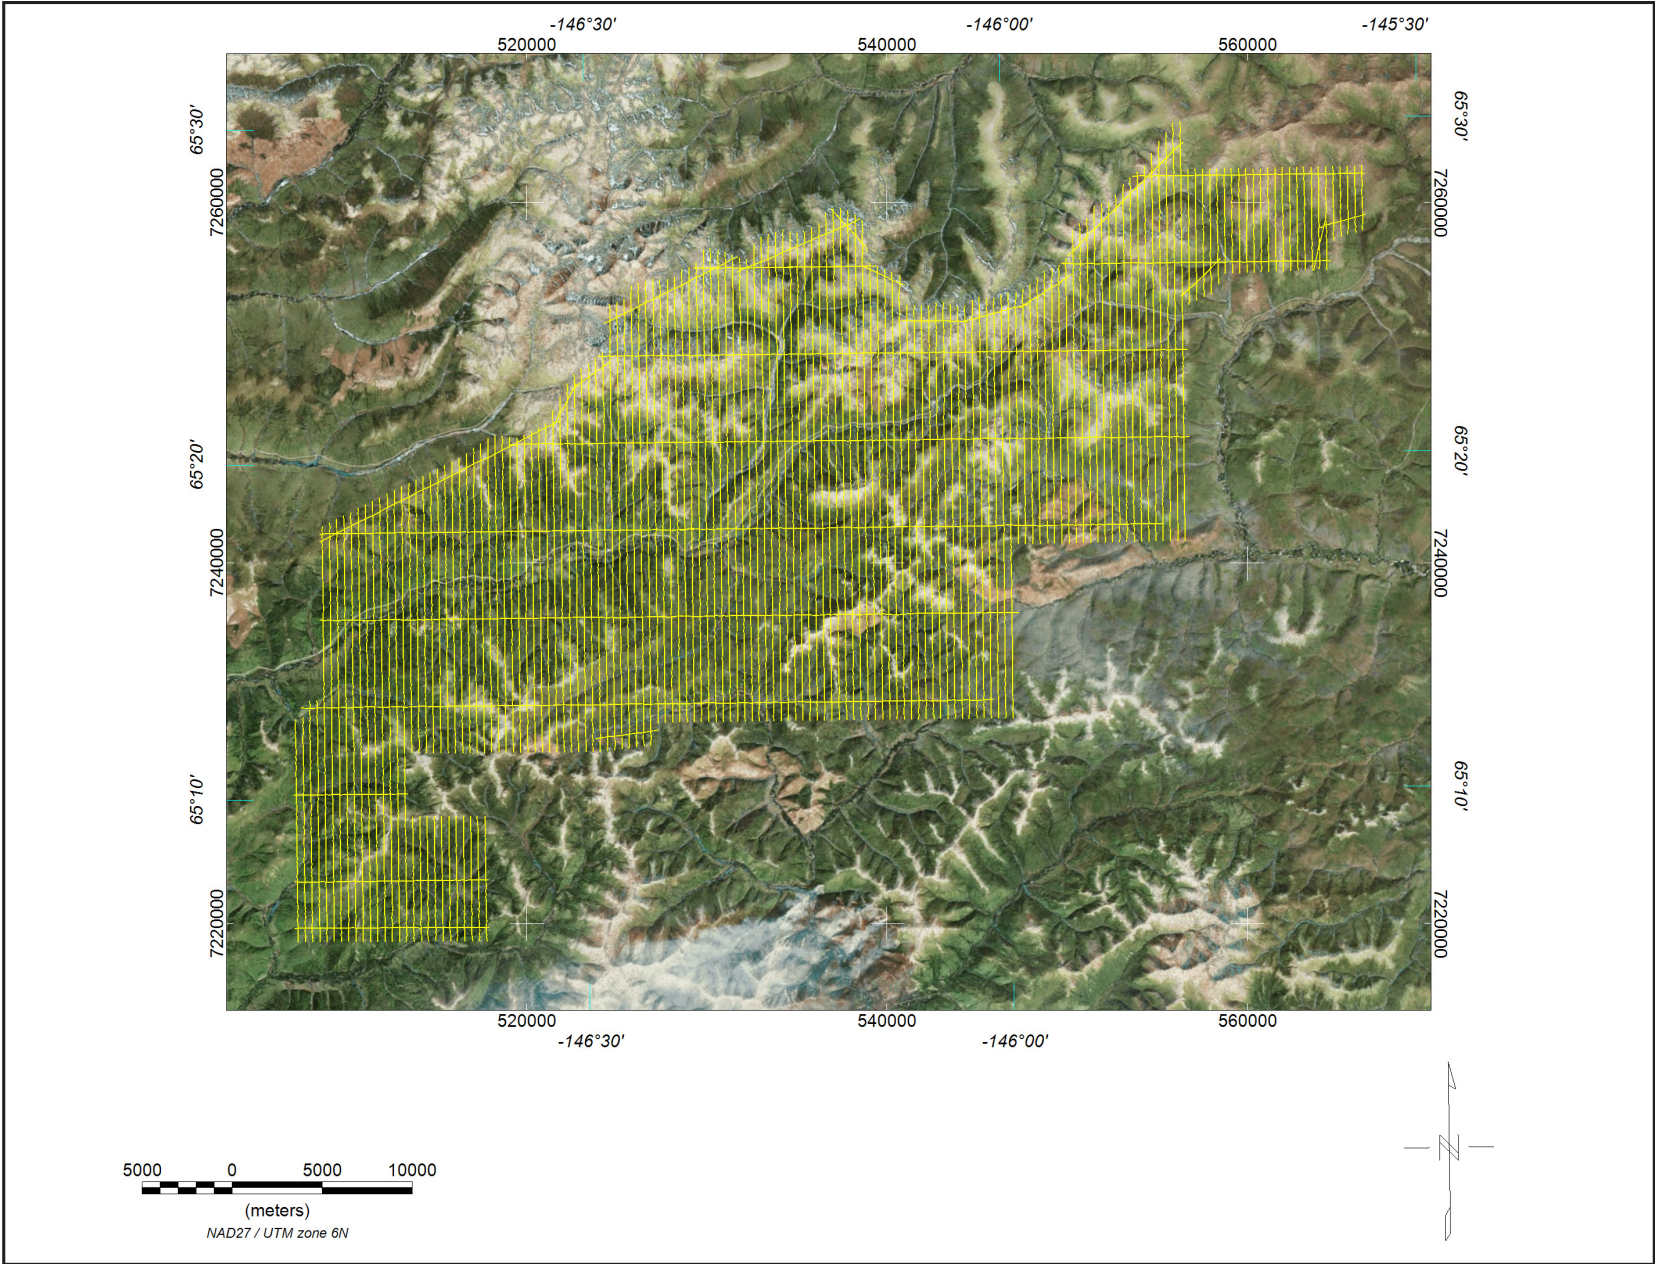 -146°30' -146°00' -145°30'
520000 540000 560000
65°30' 65°30'
7260000 7260000
65°20' 65°20'
7240000 7240000
65°10' 65°10'
7220000 7220000
520000 540000 560000
-146°30' -146°00'
5000 0 5000 10000
(meters)
NAD27 / UTM zone 6N
N